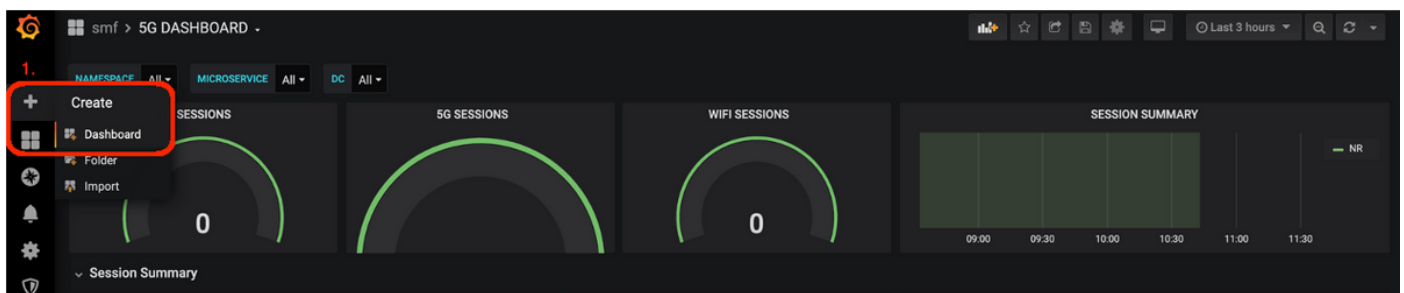 smf > 5G DASHBOARD
Last 3 hours
1.
NAMESPACE All MICROSERVICE All DC All
Create
Dashboard
Folder
Import
SESSIONS
0
5G SESSIONS
WIFI SESSIONS
0
SESSION SUMMARY
NR
09:00 09:30 10:00 10:30 11:00 11:30
Session Summary